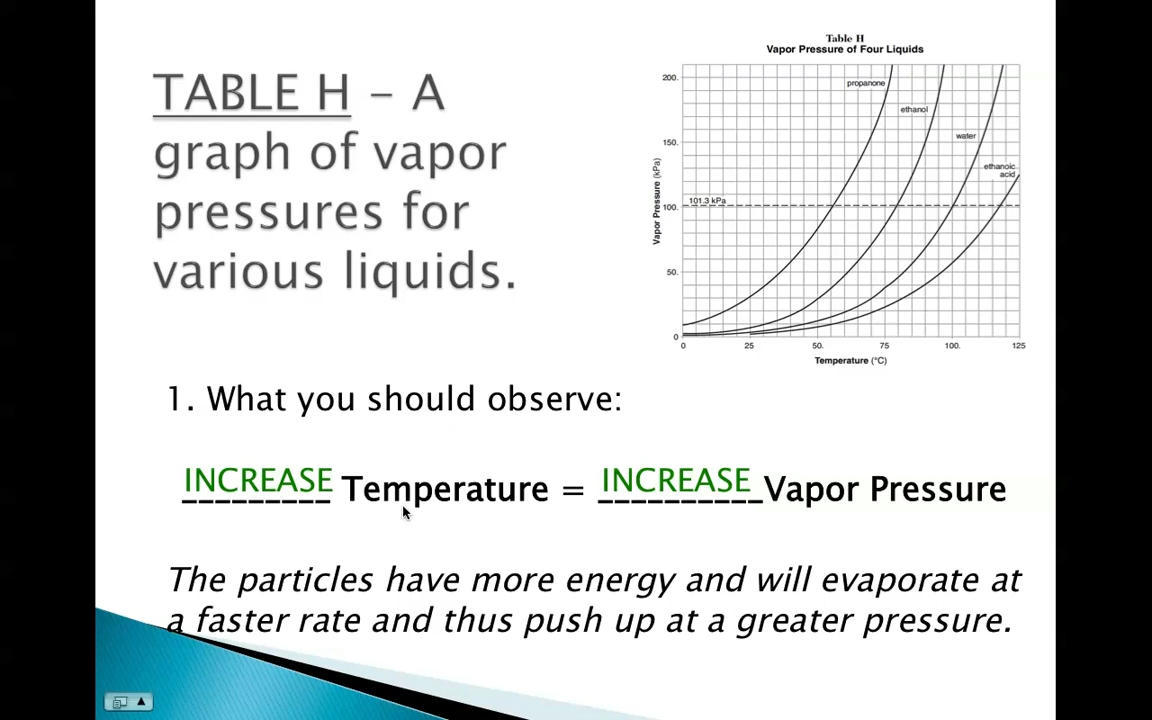 TABLE H – A
graph of vapor
pressures for
various liquids.
Table H
Vapor Pressure of Four Liquids
200.
150.
100.
50.
0
Vapor Pressure (kPa)
propanone
ethanol
water
ethanoic
acid
101.3 kPa
0 25 50. 75 100. 125
Temperature (°C)
1. What you should observe:
INCREASE Temperature = INCREASE Vapor Pressure
The particles have more energy and will evaporate at
a faster rate and thus push up at a greater pressure.